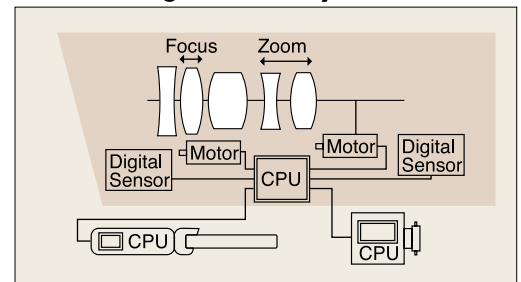 Focus Zoom
Motor
Motor
Digital
Sensor
CPU
Digital
Sensor
CPU
CPU